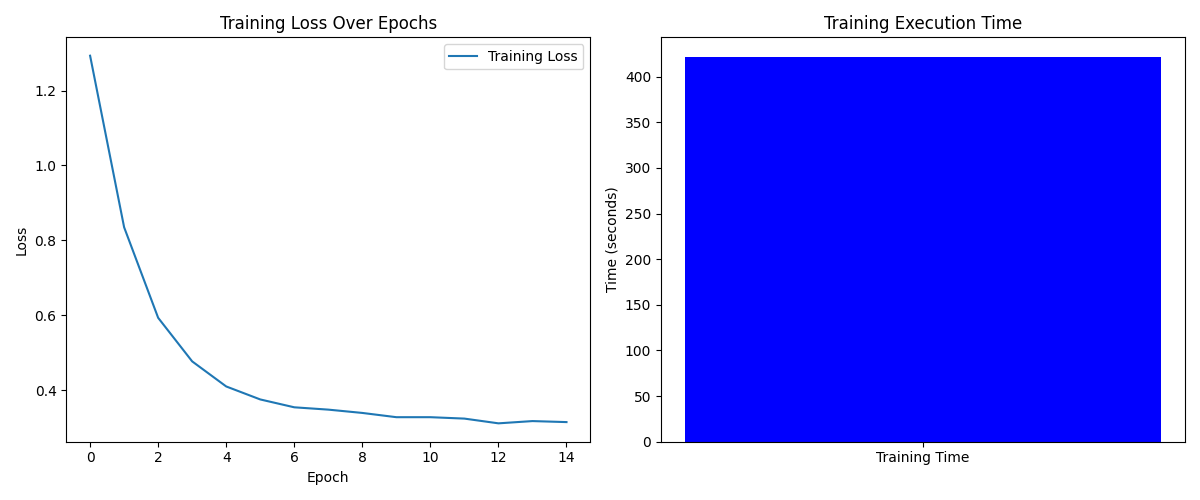 Training Loss Over Epochs
Training Loss
1.2
1.0
0.8
0.6
0.4
Loss
0 2 4 6 8 10 12 14
Epoch
Training Execution Time
400
350
300
250
200
150
100
50
0
Time (seconds)
Training Time